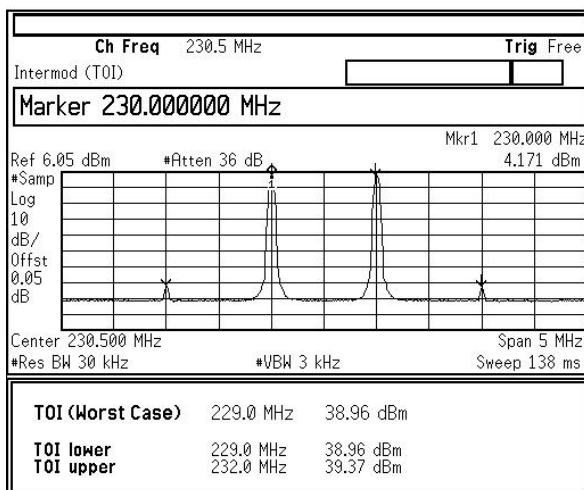 Ch Freq 230.5 MHz Trig Free
Intermod (TOI)
Marker 230.000000 MHz
Mkr1 230.000 MHz
Ref 6.05 dBm #Atten 36 dB 4.171 dBm
#Samp
Log
10
dB/
Offst
0.05
dB
1
Center 230.500 MHz Span 5 MHz
#Res BW 30 kHz #VBW 3 kHz Sweep 138 ms
TOI (Worst Case) 229.0 MHz 38.96 dBm
TOI lower 229.0 MHz 38.96 dBm
TOI upper 232.0 MHz 39.37 dBm